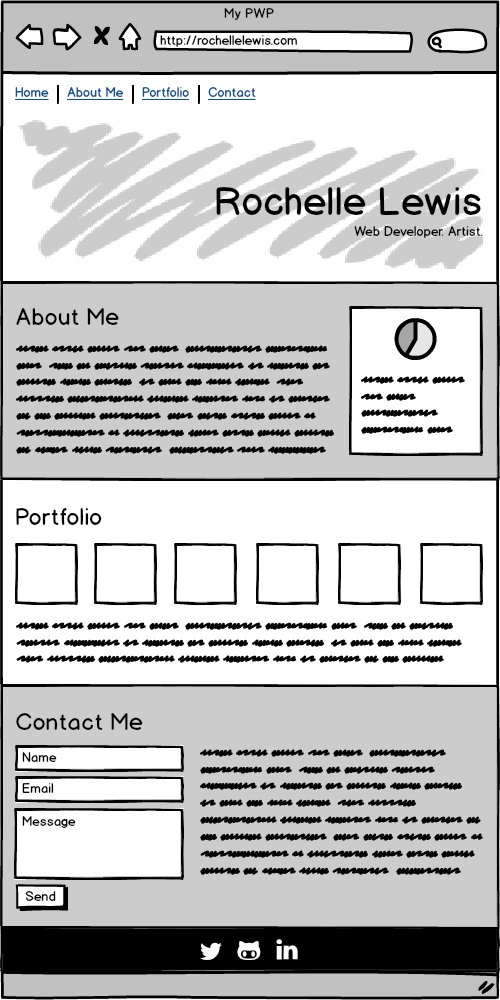 My PWP
http://rochellelewis.com
Home | About Me | Portfolio | Contact
Rochelle Lewis
Web Developer. Artist.
About Me
Portfolio
Contact Me
Name
Email
Message
Send
in